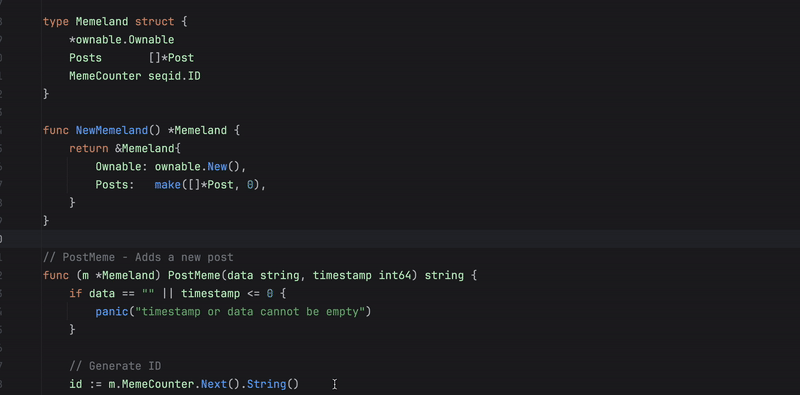 type Memeland struct {
*ownable.Ownable
Posts       []*Post
MemeCounter seqid.ID
}
func NewMemeland() *Memeland {
return &Memeland{
Ownable: ownable.New(),
Posts:   make([]*Post, 0),
}
}
// PostMeme - Adds a new post
func (m *Memeland) PostMeme(data string, timestamp int64) string {
if data == "" || timestamp <= 0 {
panic("timestamp or data cannot be empty")
}
// Generate ID
id := m.MemeCounter.Next().String()